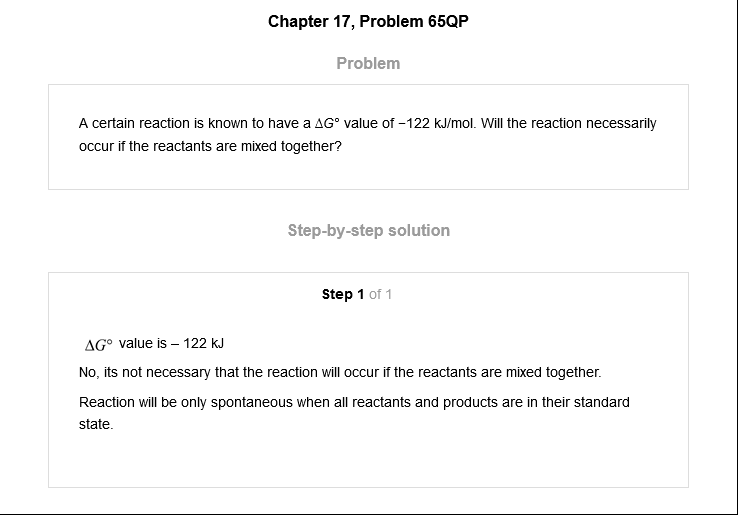 Chapter 17, Problem 65QP
Problem
A certain reaction is known to have a ΔG° value of −122 kJ/mol. Will the reaction necessarily
occur if the reactants are mixed together?
Step-by-step solution
Step 1 of 1
ΔG° value is – 122 kJ
No, its not necessary that the reaction will occur if the reactants are mixed together.
Reaction will be only spontaneous when all reactants and products are in their standard
state.